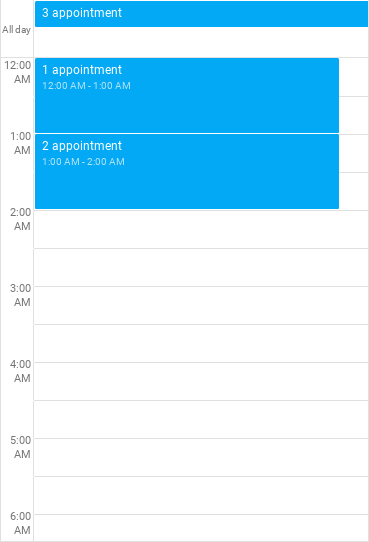 3 appointment
All day
12:00
AM
1 appointment
12:00 AM - 1:00 AM
1:00
AM
2 appointment
1:00 AM - 2:00 AM
2:00
AM
3:00
AM
4:00
AM
5:00
AM
6:00
AM